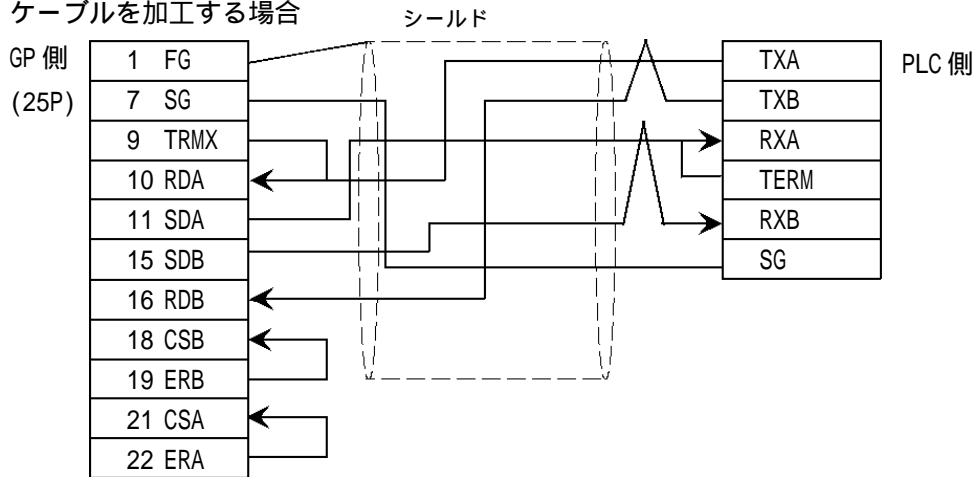 ケーブルを加工する場合
シールド
GP 側
(25P)
1 FG
7 SG
9 TRMX
10 RDA
11 SDA
15 SDB
16 RDB
18 CSB
19 ERB
21 CSA
22 ERA
TXA
TXB
RXA
TERM
RXB
SG
PLC 側